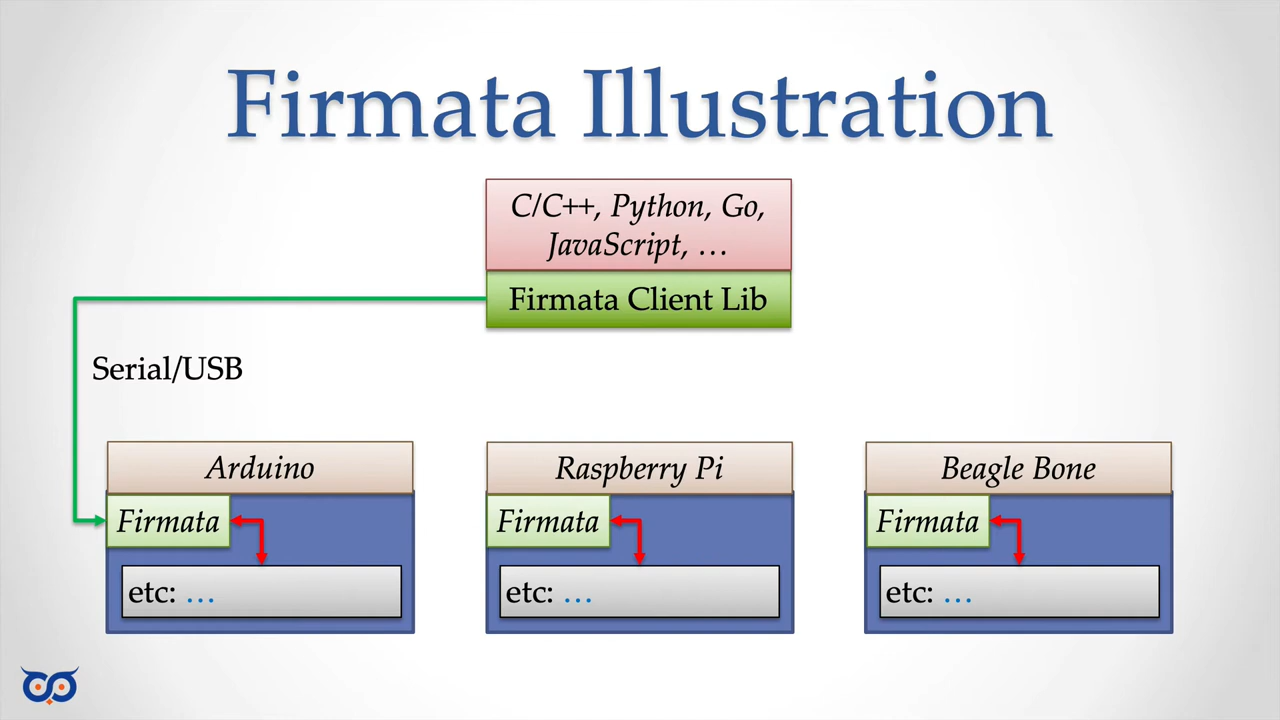 Firmata Illustration
C/C++, Python, Go,
JavaScript, …
Firmata Client Lib
Serial/USB
Arduino
Firmata
etc: …
Raspberry Pi
Firmata
etc: …
Beagle Bone
Firmata
etc: …